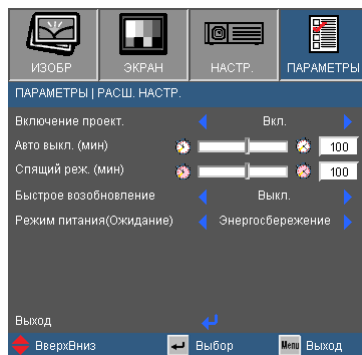 ИЗОБР ЭКРАН НАСТР. ПАРАМЕТРЫ
ПАРАМЕТРЫ | РАСШ. НАСТР.
Включение проект. Вкл.
Авто выкл. (мин) 100
Спящий реж. (мин) 100
Быстрое возобновление Выкл.
Режим питания(Ожидание) Энергосбережение
Выход
ВверхВниз Выбор Menu Выход